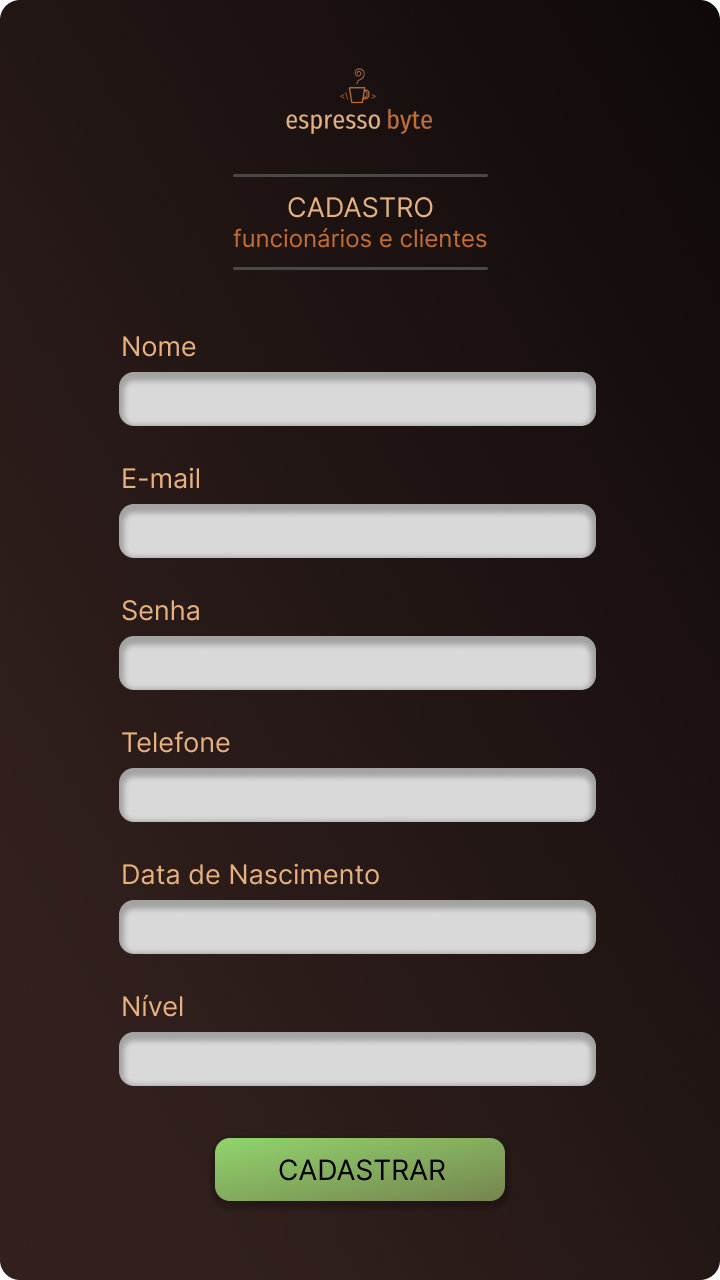 espresso byte
CADASTRO
funcionários e clientes
Nome
E-mail
Senha
Telefone
Data de Nascimento
Nível
CADASTRAR